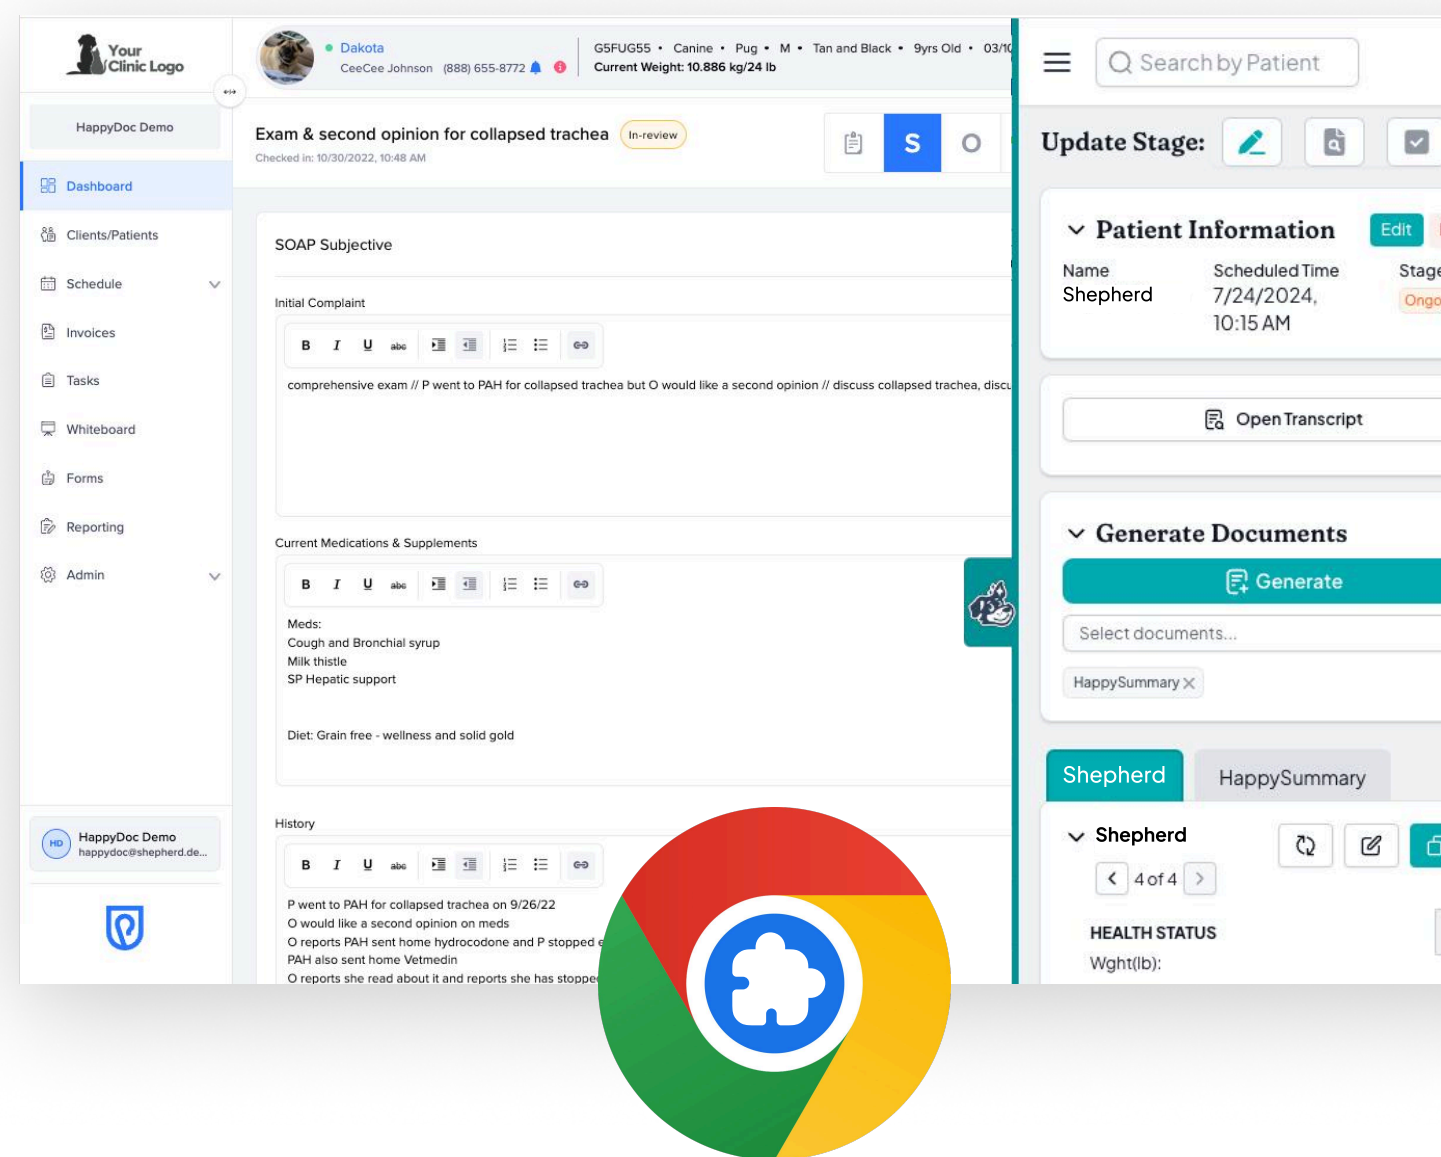 Your
Clinic Logo
HappyDoc Demo
Dashboard
Clients/Patients
Schedule
Invoices
Tasks
Whiteboard
Forms
Reporting
Admin
HD
HappyDoc Demo
happydoc@shepherd.de...
Dakota
CeeCee Johnson (888) 655-8772
G5FUG55 • Canine • Pug • M • Tan and Black • 9yrs Old • 03/10
Current Weight: 10.886 kg/24 lb
Exam & second opinion for collapsed trachea
In-review
Checked in: 10/30/2022, 10:48 AM
S
O
SOAP Subjective
Initial Complaint
B I U abc
comprehensive exam // P went to PAH for collapsed trachea but O would like a second opinion // discuss collapsed trachea, discu
Current Medications & Supplements
B I U abc
Meds:
Cough and Bronchial syrup
Milk thistle
SP Hepatic support
Diet: Grain free - wellness and solid gold
History
B I U abc
P went to PAH for collapsed trachea on 9/26/22
O would like a second opinion on meds
O reports PAH sent home hydrocodone and P stopped
PAH also sent home Vetmedin
O reports she read about it and reports she has stoppe
Search by Patient
Update Stage:
Patient Information
Edit
Name
Shepherd
Scheduled Time
7/24/2024,
10:15 AM
Stage
Ongo
Open Transcript
Generate Documents
Generate
Select documents...
HappySummary
Shepherd
HappySummary
Shepherd
4 of 4
HEALTH STATUS
Wght(lb):